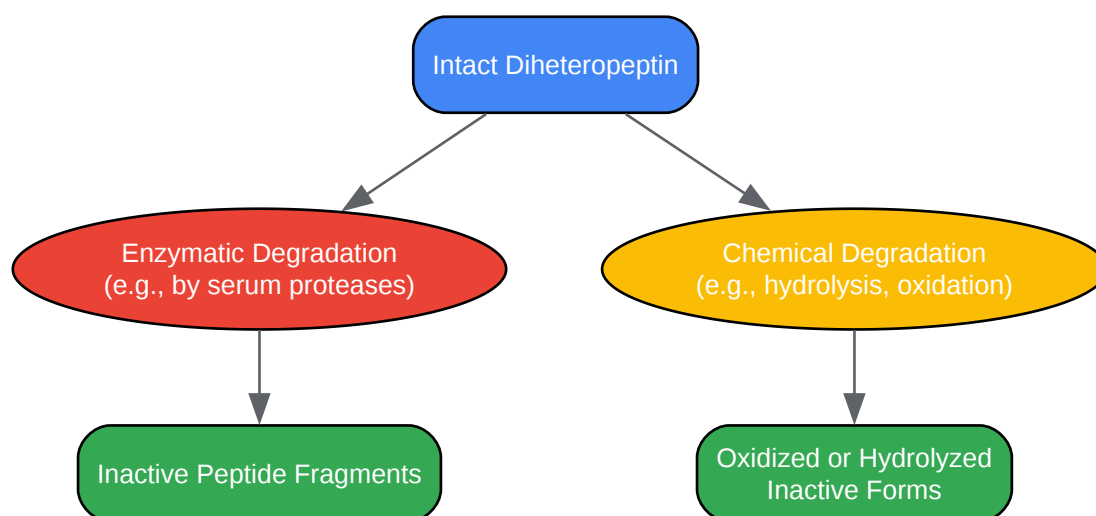 Intact Diheteropeptin
Enzymatic Degradation
(e.g., by serum proteases)
Chemical Degradation
(e.g., hydrolysis, oxidation)
Inactive Peptide Fragments
Oxidized or Hydrolyzed
Inactive Forms